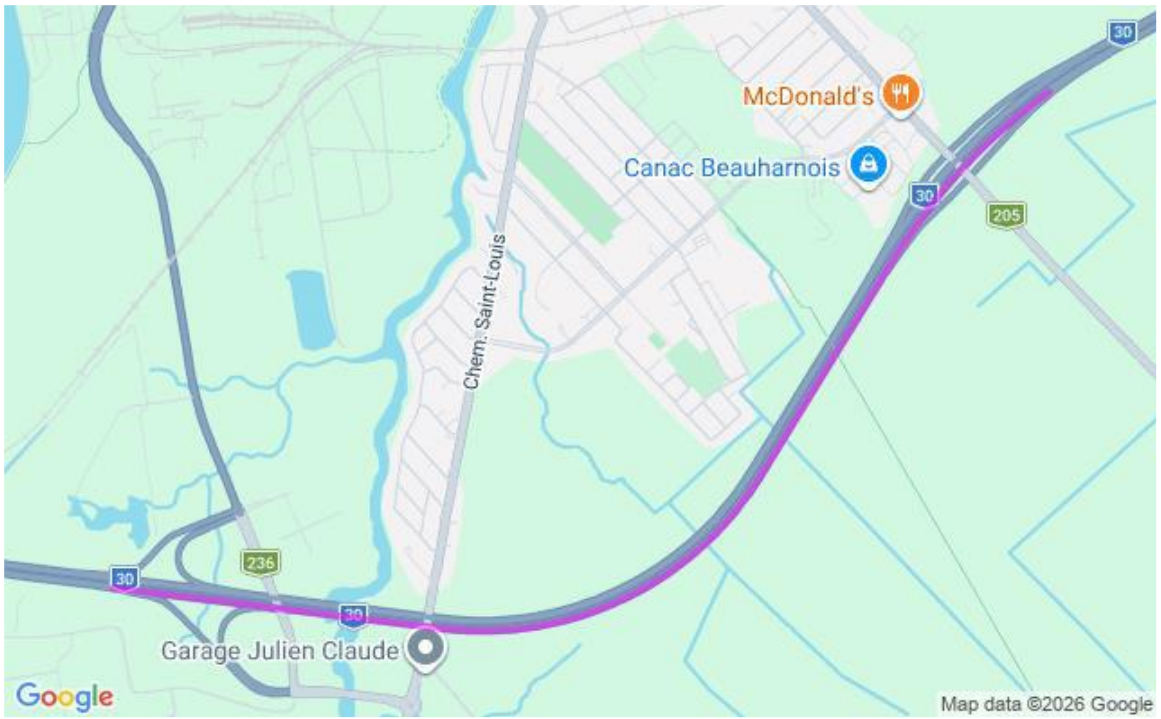 30
McDonald's
Canac Beauharnois
30
205
Chem. Saint-Louis
236
30
30
Garage Julien Claude
Google
Map data ©2026 Google